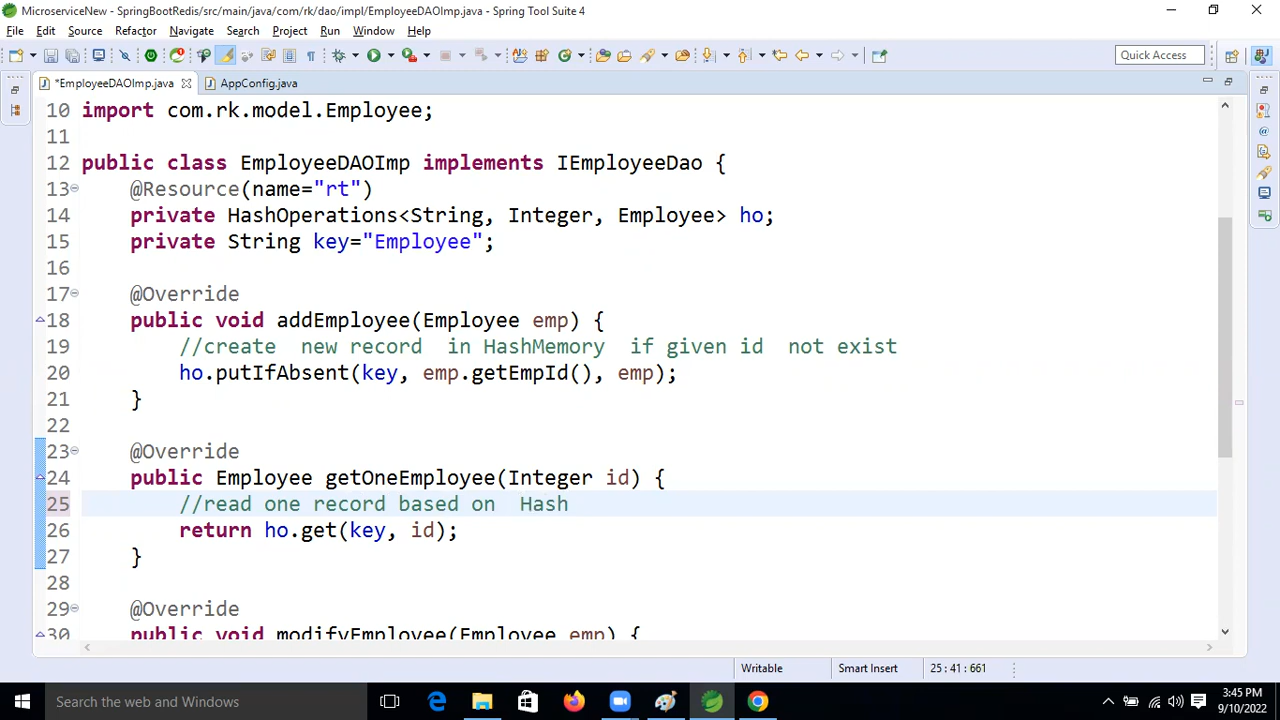 MicroserviceNew - SpringBootRedis/src/main/java/com/rk/dao/impl/EmployeeDAOImp.java - Spring Tool Suite 4
File Edit Source Refactor Navigate Search Project Run Window Help
Quick Access
*EmployeeDAOImp.java AppConfig.java
10 import com.rk.model.Employee;
11
12 public class EmployeeDAOImp implements IEmployeeDao {
13 @Resource(name="rt")
14 private HashOperations<String, Integer, Employee> ho;
15 private String key="Employee";
16
17 @Override
18 public void addEmployee(Employee emp) {
19 //create new record in HashMemory if given id not exist
20 ho.putIfAbsent(key, emp.getEmpId(), emp);
21 }
22
23 @Override
24 public Employee getOneEmployee(Integer id) {
25 //read one record based on Hash
26 return ho.get(key, id);
27 }
28
29 @Override
30 public void modifyEmployee(Employee emp) {
Writable Smart Insert 25 : 41 : 661
Search the web and Windows
3:45 PM
9/10/2022